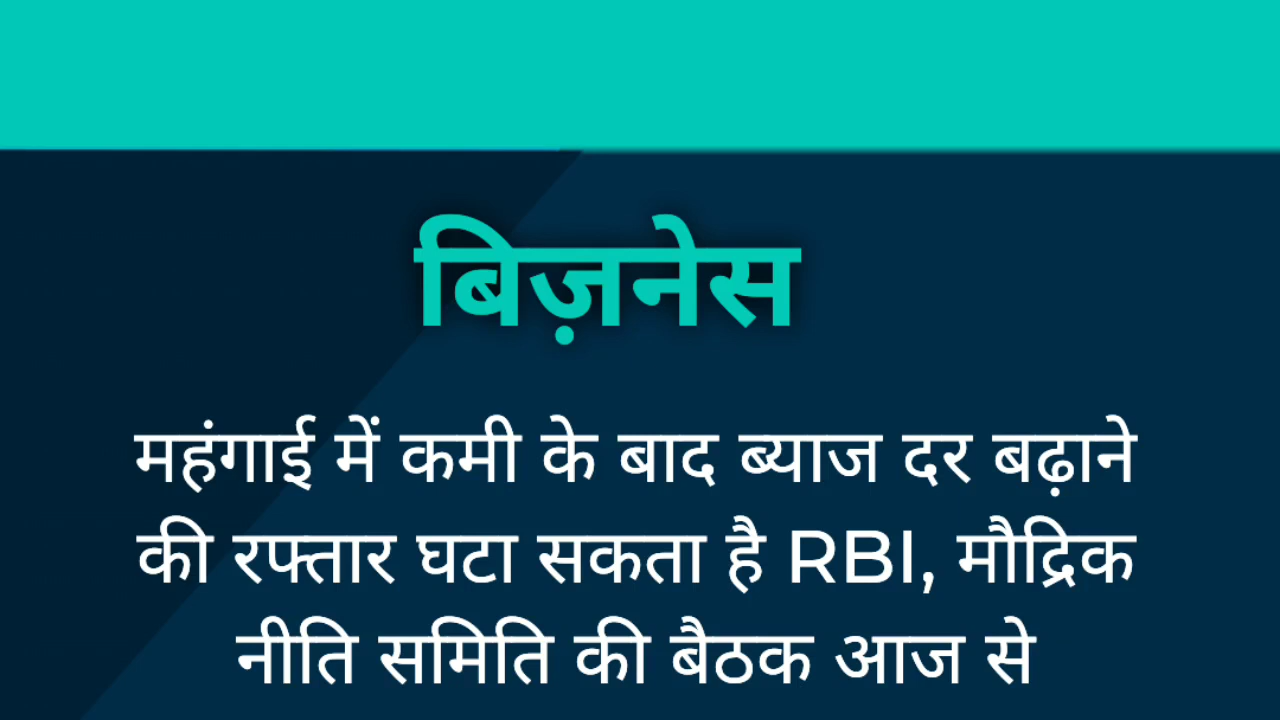 बिज़नेस
महंगाई में कमी के बाद ब्याज दर बढ़ाने
की रफ्तार घटा सकता है RBI, मौद्रिक
नीति समिति की बैठक आज से